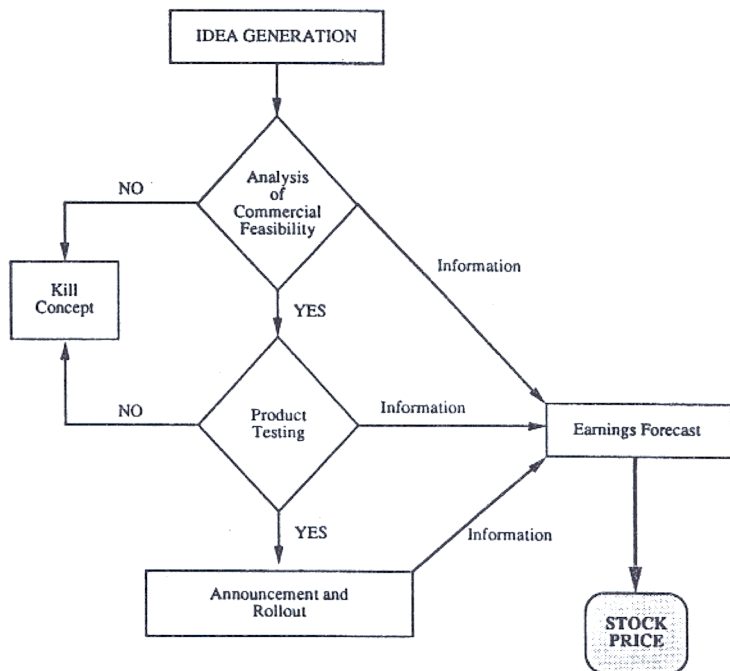 IDEA GENERATION
Analysis
of
Commercial
Feasibility
NO
Information
Kill
Concept
YES
Product
Testing
NO
Information
Earnings Forecast
YES
Information
Announcement and
Rollout
STOCK
PRICE